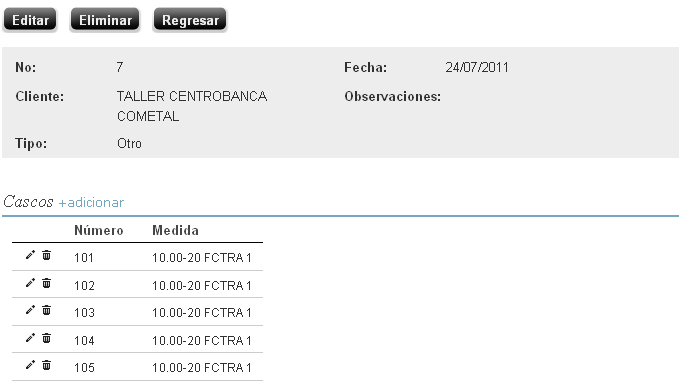 Editar Eliminar Regresar
No: 7 Fecha: 24/07/2011
Cliente: TALLER CENTROBANCA Observaciones:
COMETAL
Tipo: Otro
Cascos +adicionar
Número Medida
101 10.00-20 FCTRA 1
102 10.00-20 FCTRA 1
103 10.00-20 FCTRA 1
104 10.00-20 FCTRA 1
105 10.00-20 FCTRA 1